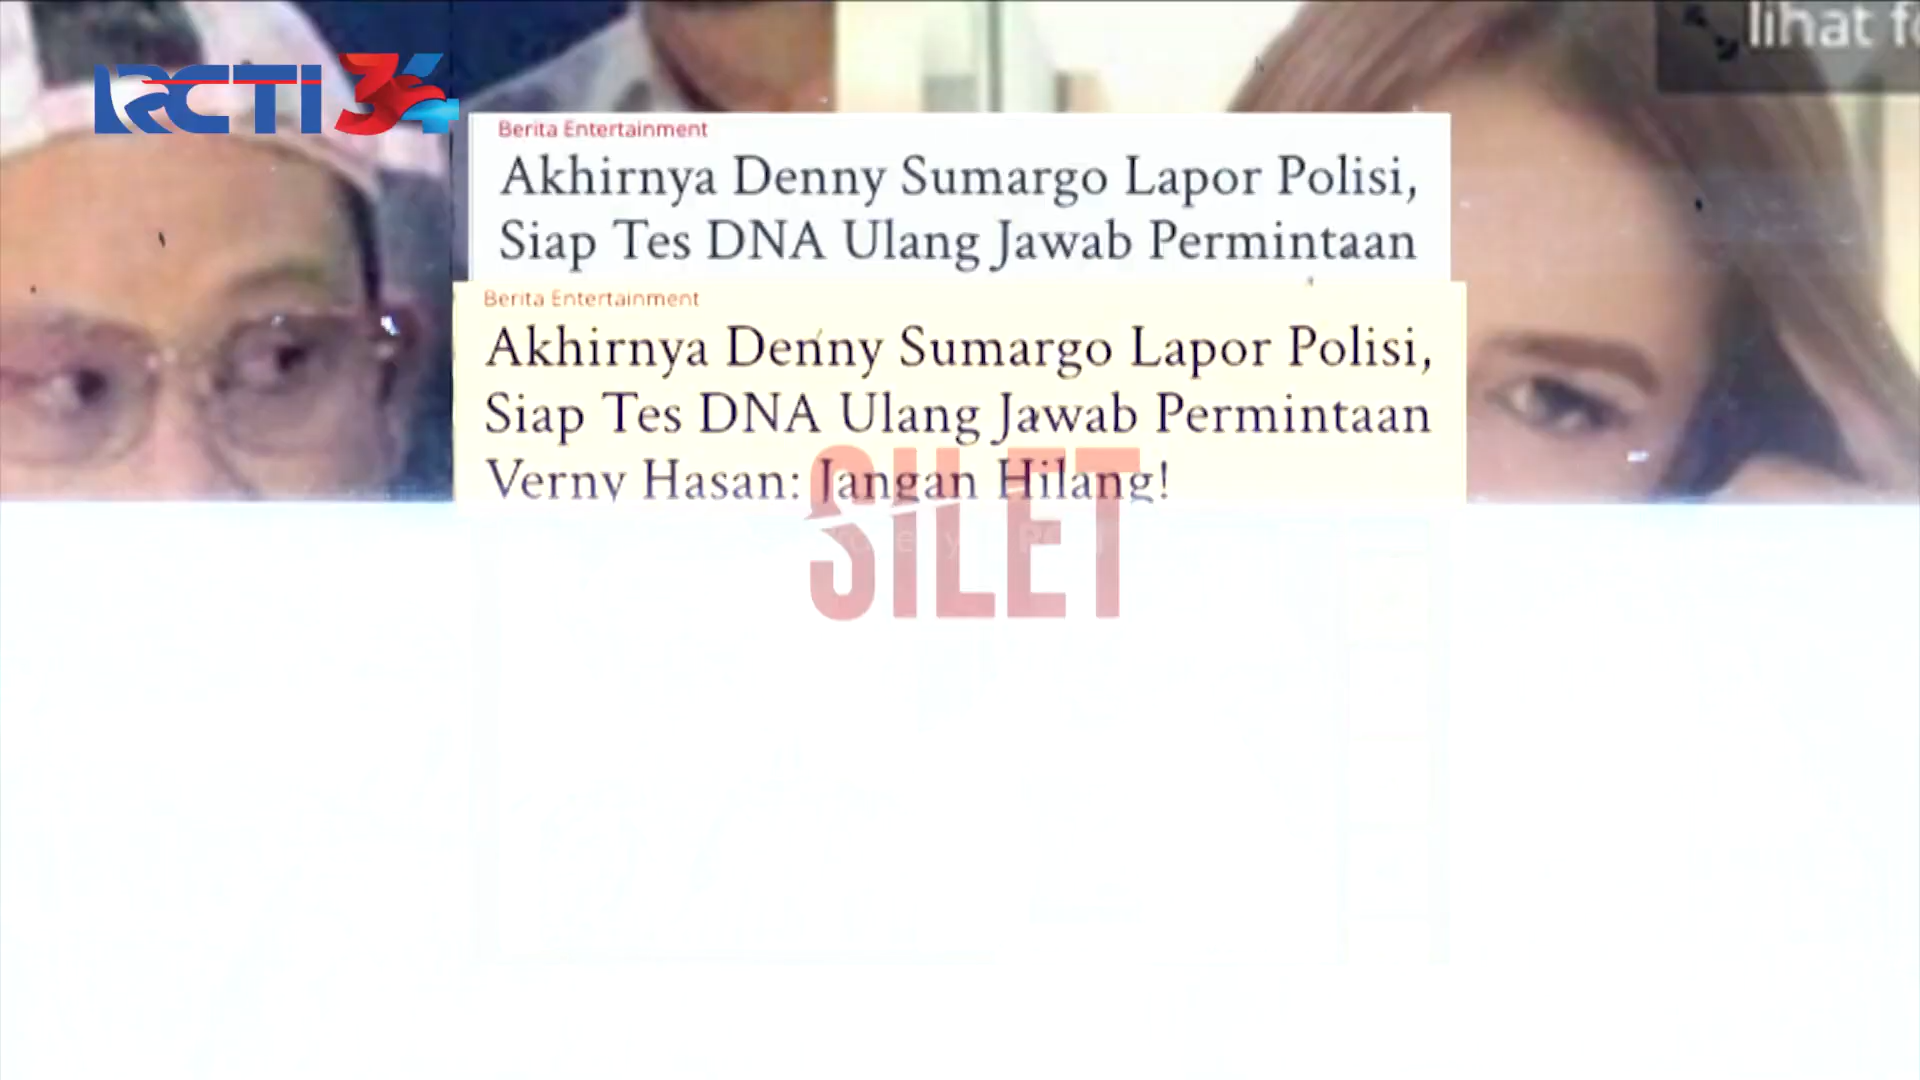 lihat
RCTI 34
Berita Entertainment
Akhirnya Denny Sumargo Lapor Polisi,
Siap Tes DNA Ulang Jawab Permintaan
Berita Entertainment
Akhirnya Denny Sumargo Lapor Polisi,
Siap Tes DNA Ulang Jawab Permintaan
Verny Hasan: Jangan Hilang!
SILET